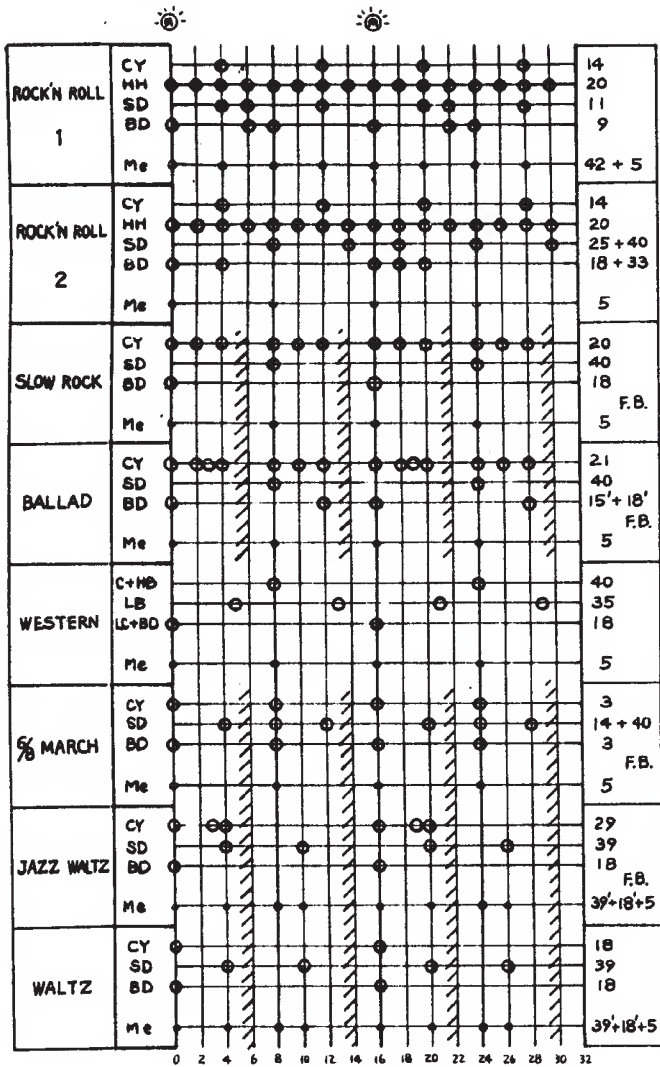 CY 14
ROCK'N ROLL HH 20
SD 11
1 BD 9
Me 42 + 5
CY 14
ROCK'N ROLL HH 20
SD 25 + 40
2 BD 18 + 33
Me 5
CY 20
SLOW ROCK SD 40
BD 18
F.B.
Me 5
CY 21
SD 40
BALLAD BD 15'+18'
F.B.
Me 5
C+HB 40
LB 35
WESTERN LC+BD 18
Me 5
CY 3
6/8 MARCH SD 14 + 40
BD 3
F.B.
Me 5
CY 29
SD 39
JAZZ WALTZ BD 18
F.B.
Me 39'+18'+5
CY 18
SD 39
WALTZ BD 18
Me 39'+18'+5
0 2 4 6 8 10 12 14 16 18 20 22 24 26 28 30 32